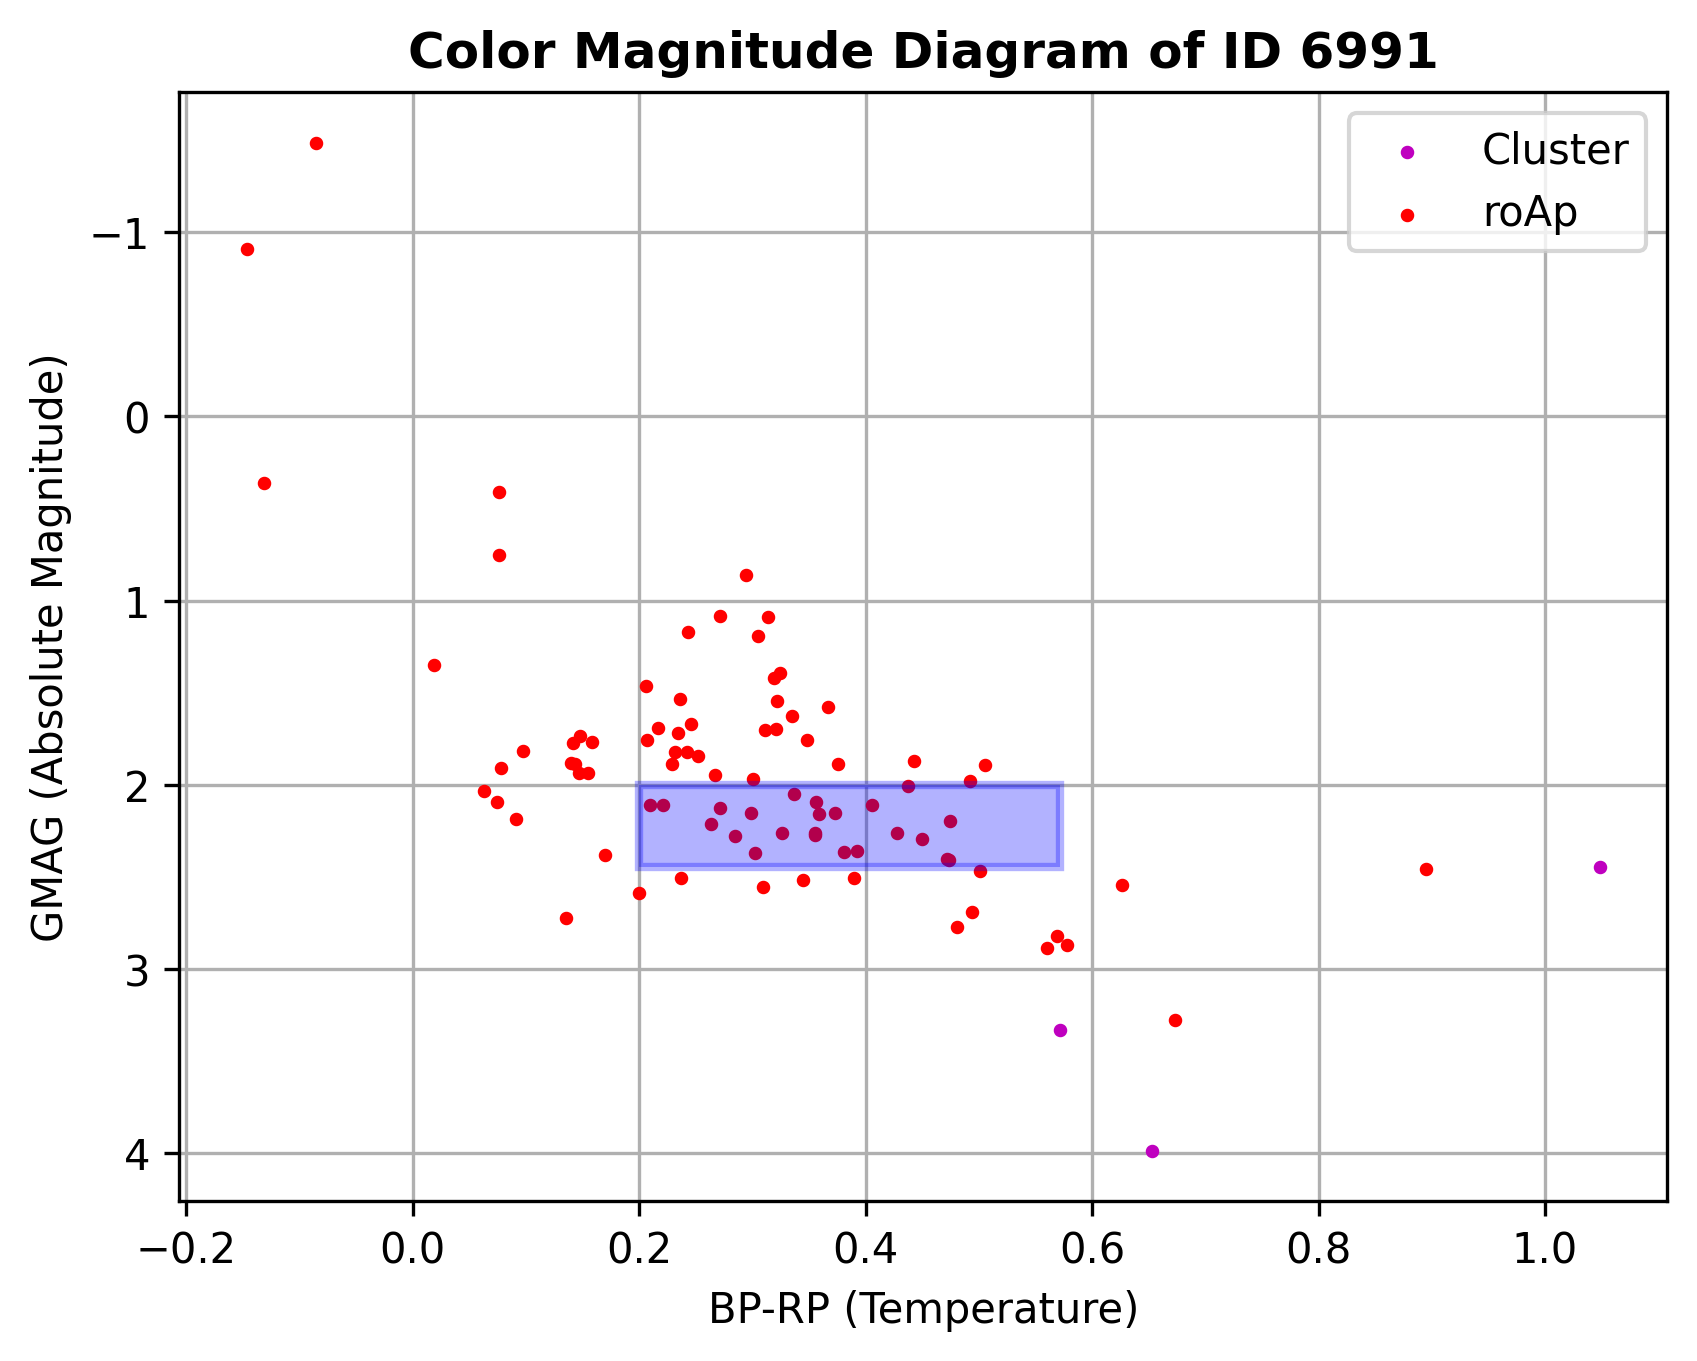 Color Magnitude Diagram of ID 6991
Cluster
roAp
−1
0
1
2
3
4
GMAG (Absolute Magnitude)
−0.2 0.0 0.2 0.4 0.6 0.8 1.0
BP-RP (Temperature)